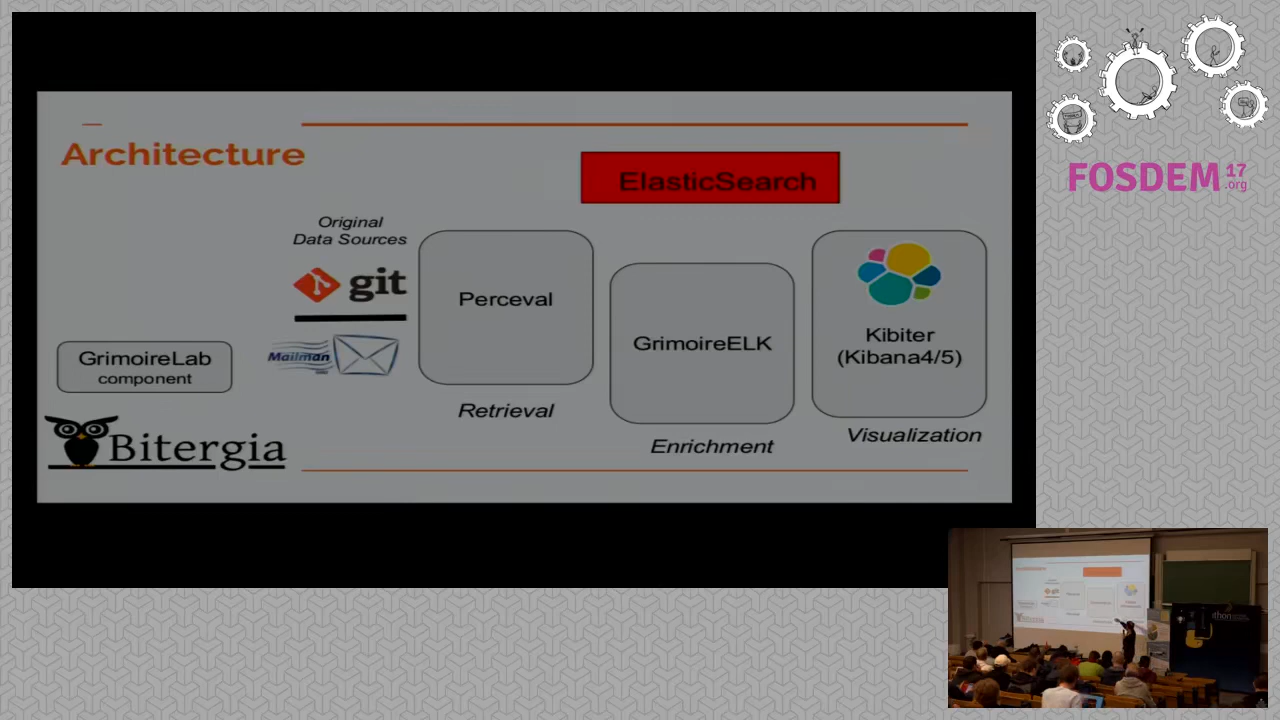 Architecture
ElasticSearch
Original
Data Sources
git
Mailman
Perceval
GrimoireELK
Kibiter
(Kibana4/5)
GrimoireLab
component
Retrieval
Enrichment
Visualization
Bitergia
FOSDEM 17
.org